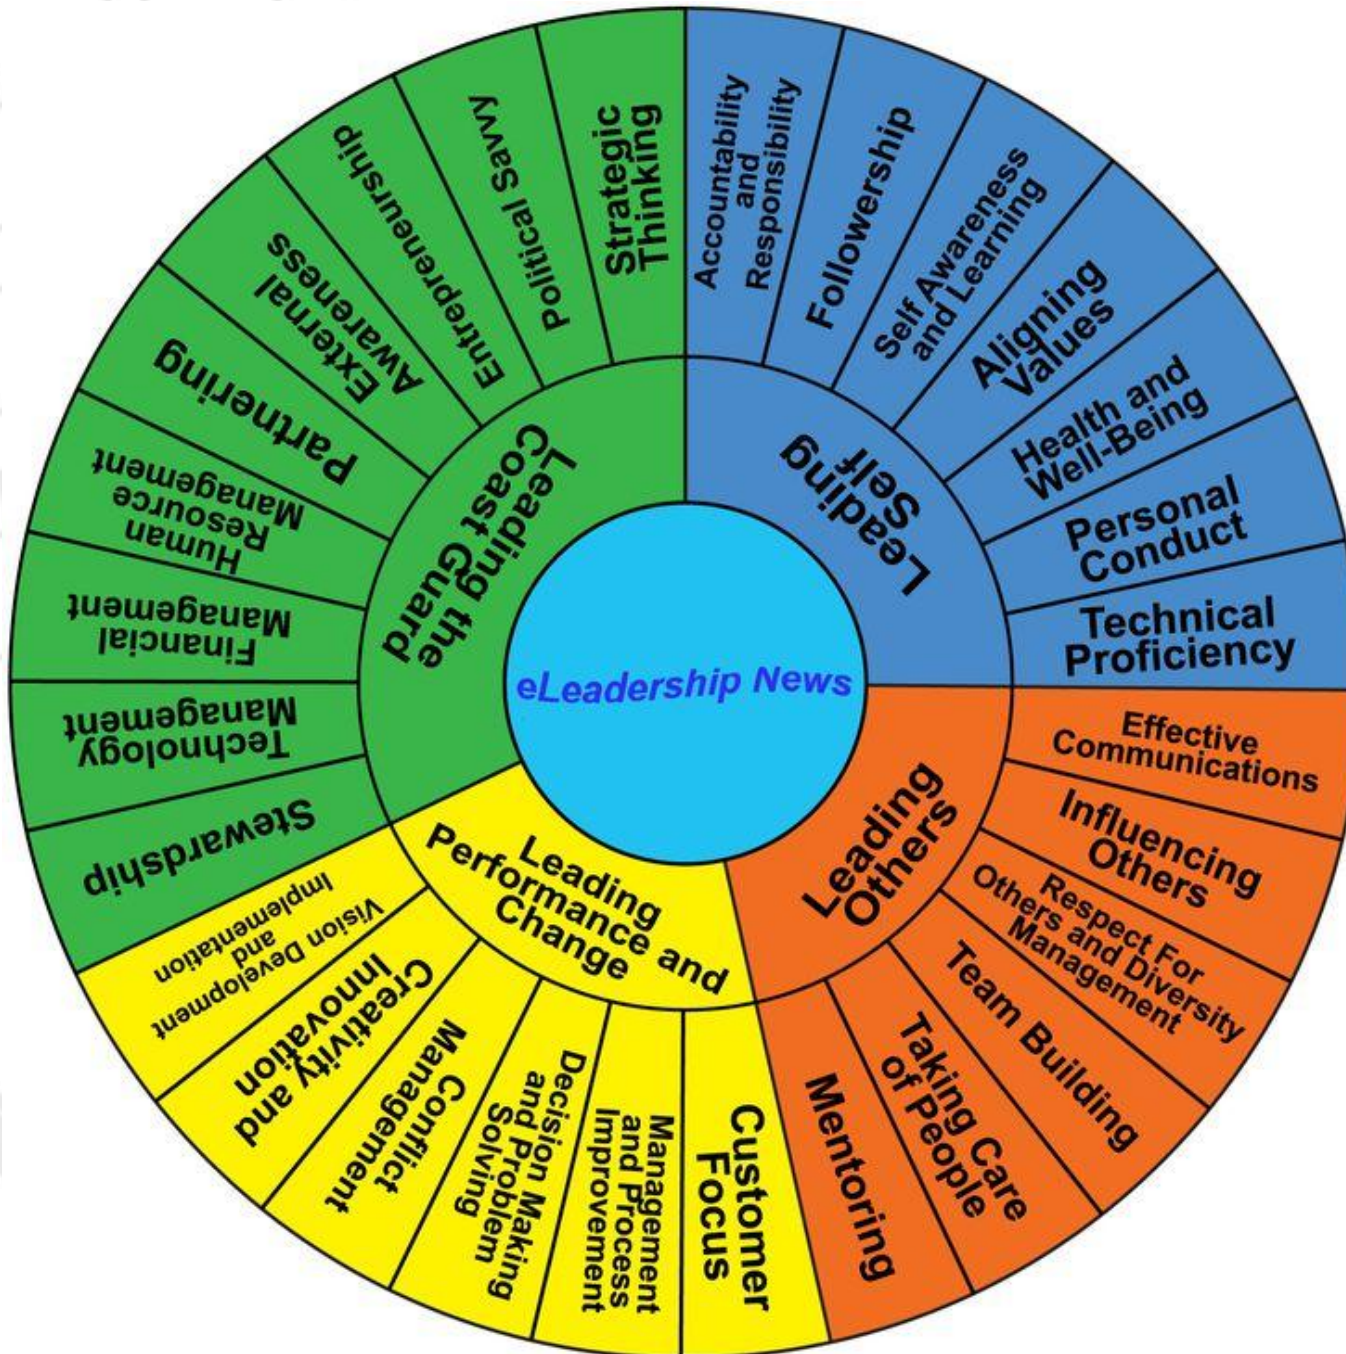 eLeadership News
Leading
Self
Accountability
and
Responsibility
Followership
Self Awareness
and Learning
Aligning
Values
Health and
Well-Being
Personal
Conduct
Technical
Proficiency
Leading
Others
Effective
Communications
Influencing
Others
Respect For
Others and Diversity
Management
Team Building
Taking Care
of People
Mentoring
Leading
Performance and
Change
Customer
Focus
Management
and Process
Improvement
Decision Making
and Problem
Solving
Conflict
Management
Creativity and
Innovation
Vision Development
and
Implementation
Leading the
Coast Guard
Stewardship
Technology
Management
Financial
Management
Human
Resource
Management
Partnering
External
Awareness
Entrepreneurship
Political Savvy
Strategic
Thinking